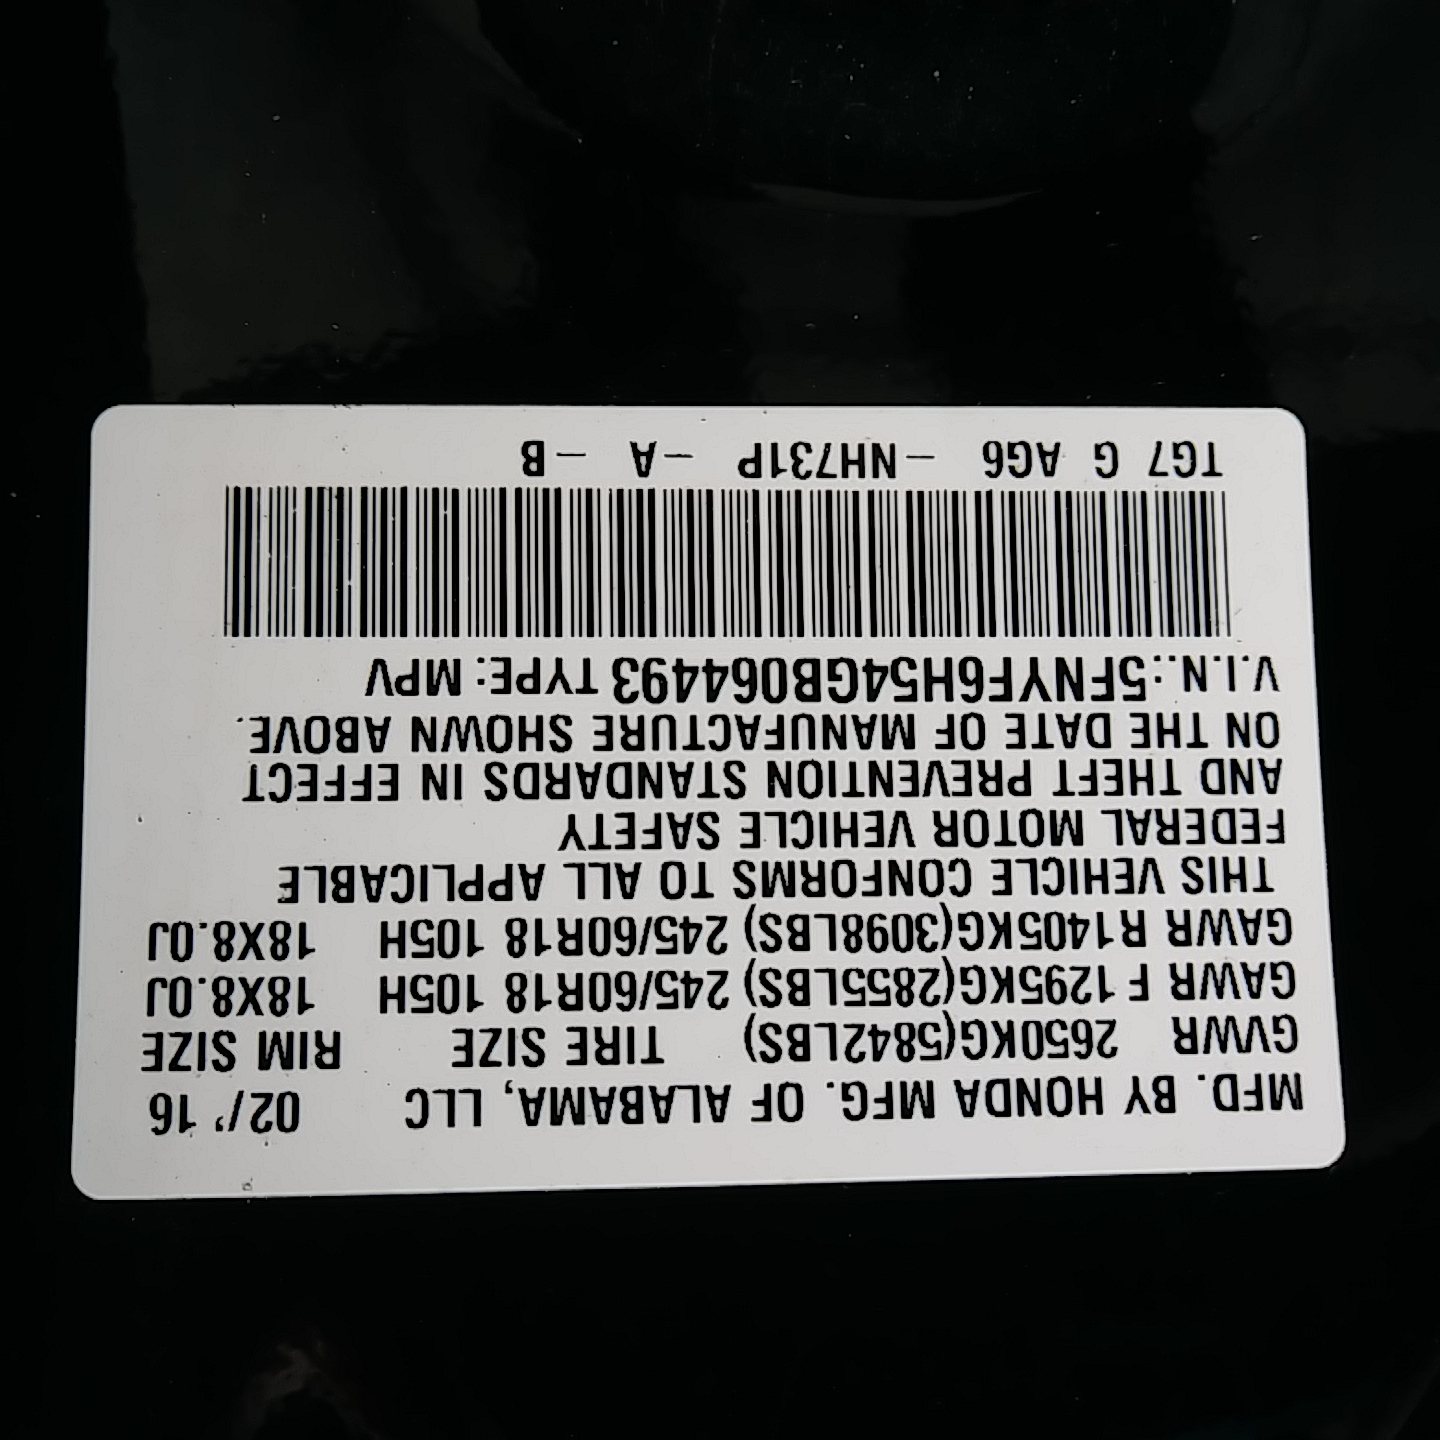 MFD. BY HONDA MFG. OF ALABAMA, LLC 02/'16
GVWR 2650KG(5842LBS) TIRE SIZE RIM SIZE
GAWR F 1295KG(2855LBS) 245/60R18 105H 18X8.0J
GAWR R1405KG(3098LBS) 245/60R18 105H 18X8.0J
THIS VEHICLE CONFORMS TO ALL APPLICABLE
FEDERAL MOTOR VEHICLE SAFETY
AND THEFT PREVENTION STANDARDS IN EFFECT
ON THE DATE OF MANUFACTURE SHOWN ABOVE.
V.I.N.:5FNYF6H54GB064493 TYPE: MPV
TG7 G AG6 -NH731P -A -B